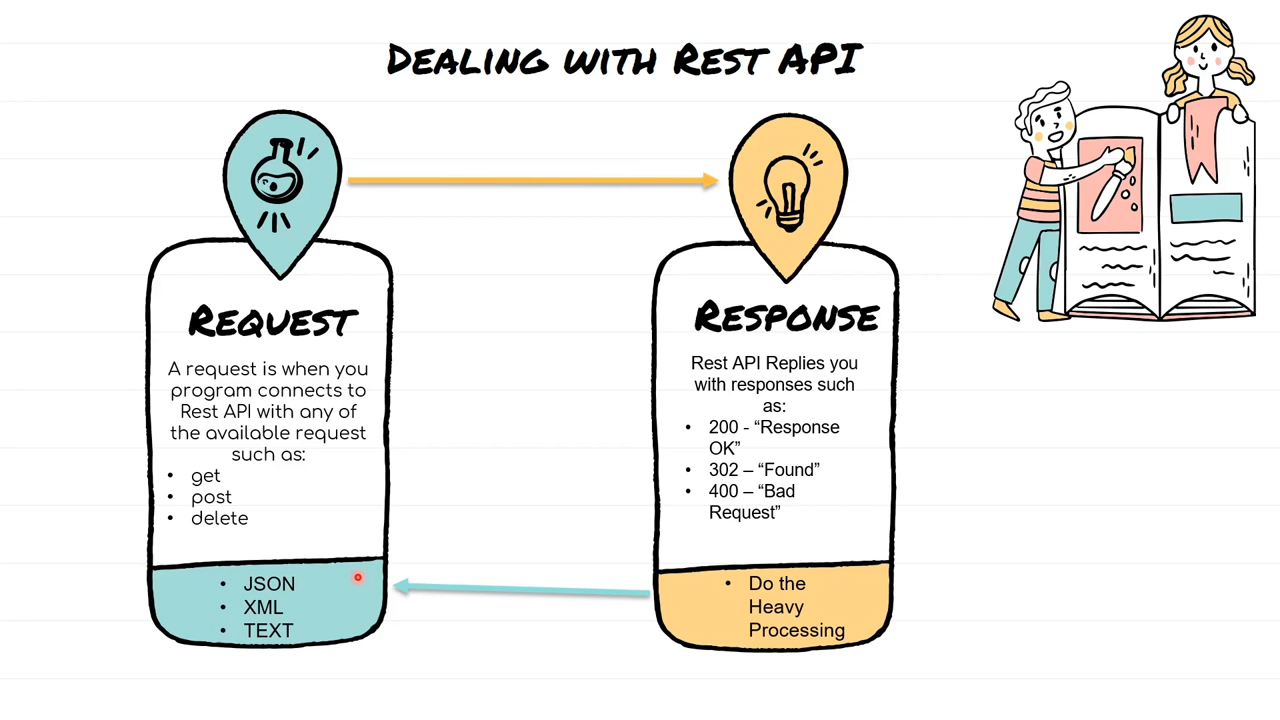 Dealing with Rest API
Request
A request is when you
program connects to
Rest API with any of
the available request
such as:
• get
• post
• delete
• JSON
• XML
• TEXT
Response
Rest API Replies you
with responses such
as:
• 200 - “Response
OK”
• 302 – “Found”
• 400 – “Bad
Request”
• Do the
Heavy
Processing